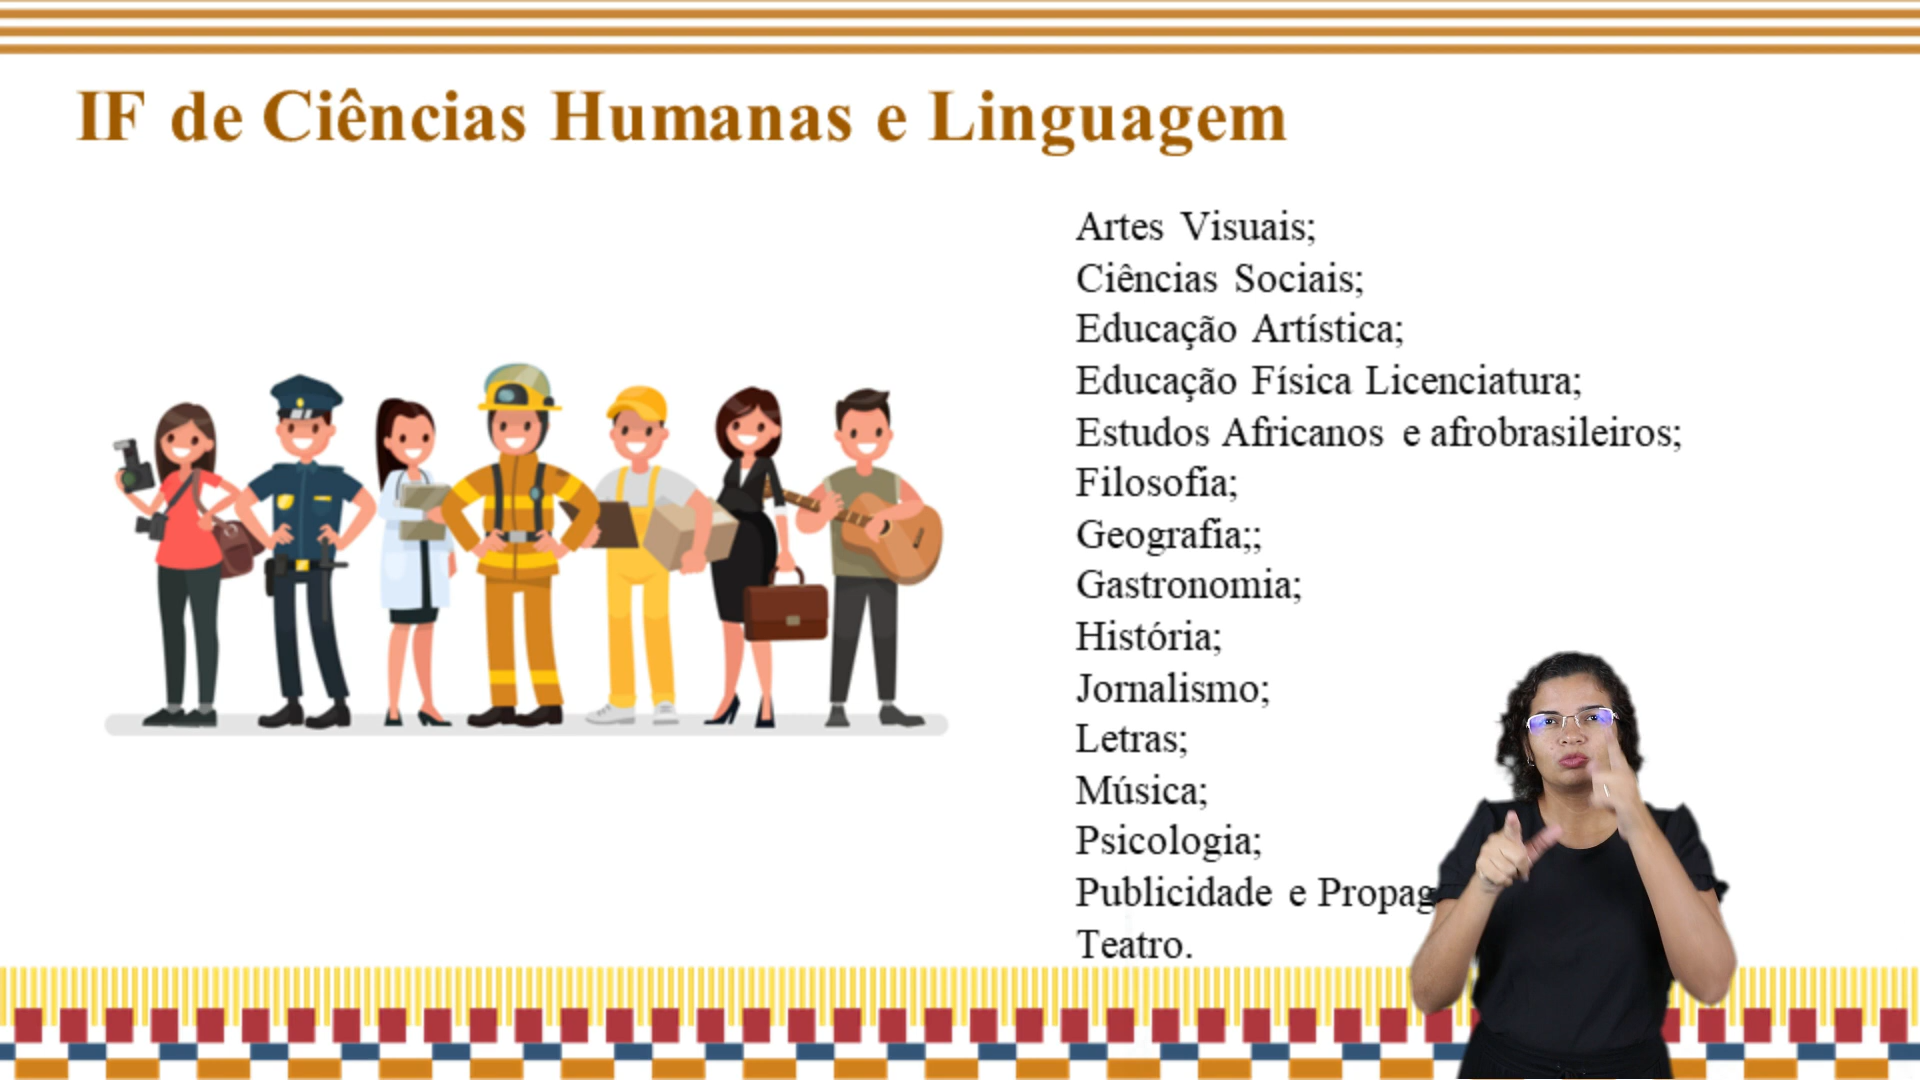 IF de Ciências Humanas e Linguagem
Artes Visuais;
Ciências Sociais;
Educação Artística;
Educação Física Licenciatura;
Estudos Africanos e afrobrasileiros;
Filosofia;
Geografia;;
Gastronomia;
História;
Jornalismo;
Letras;
Música;
Psicologia;
Publicidade e
Teatro.